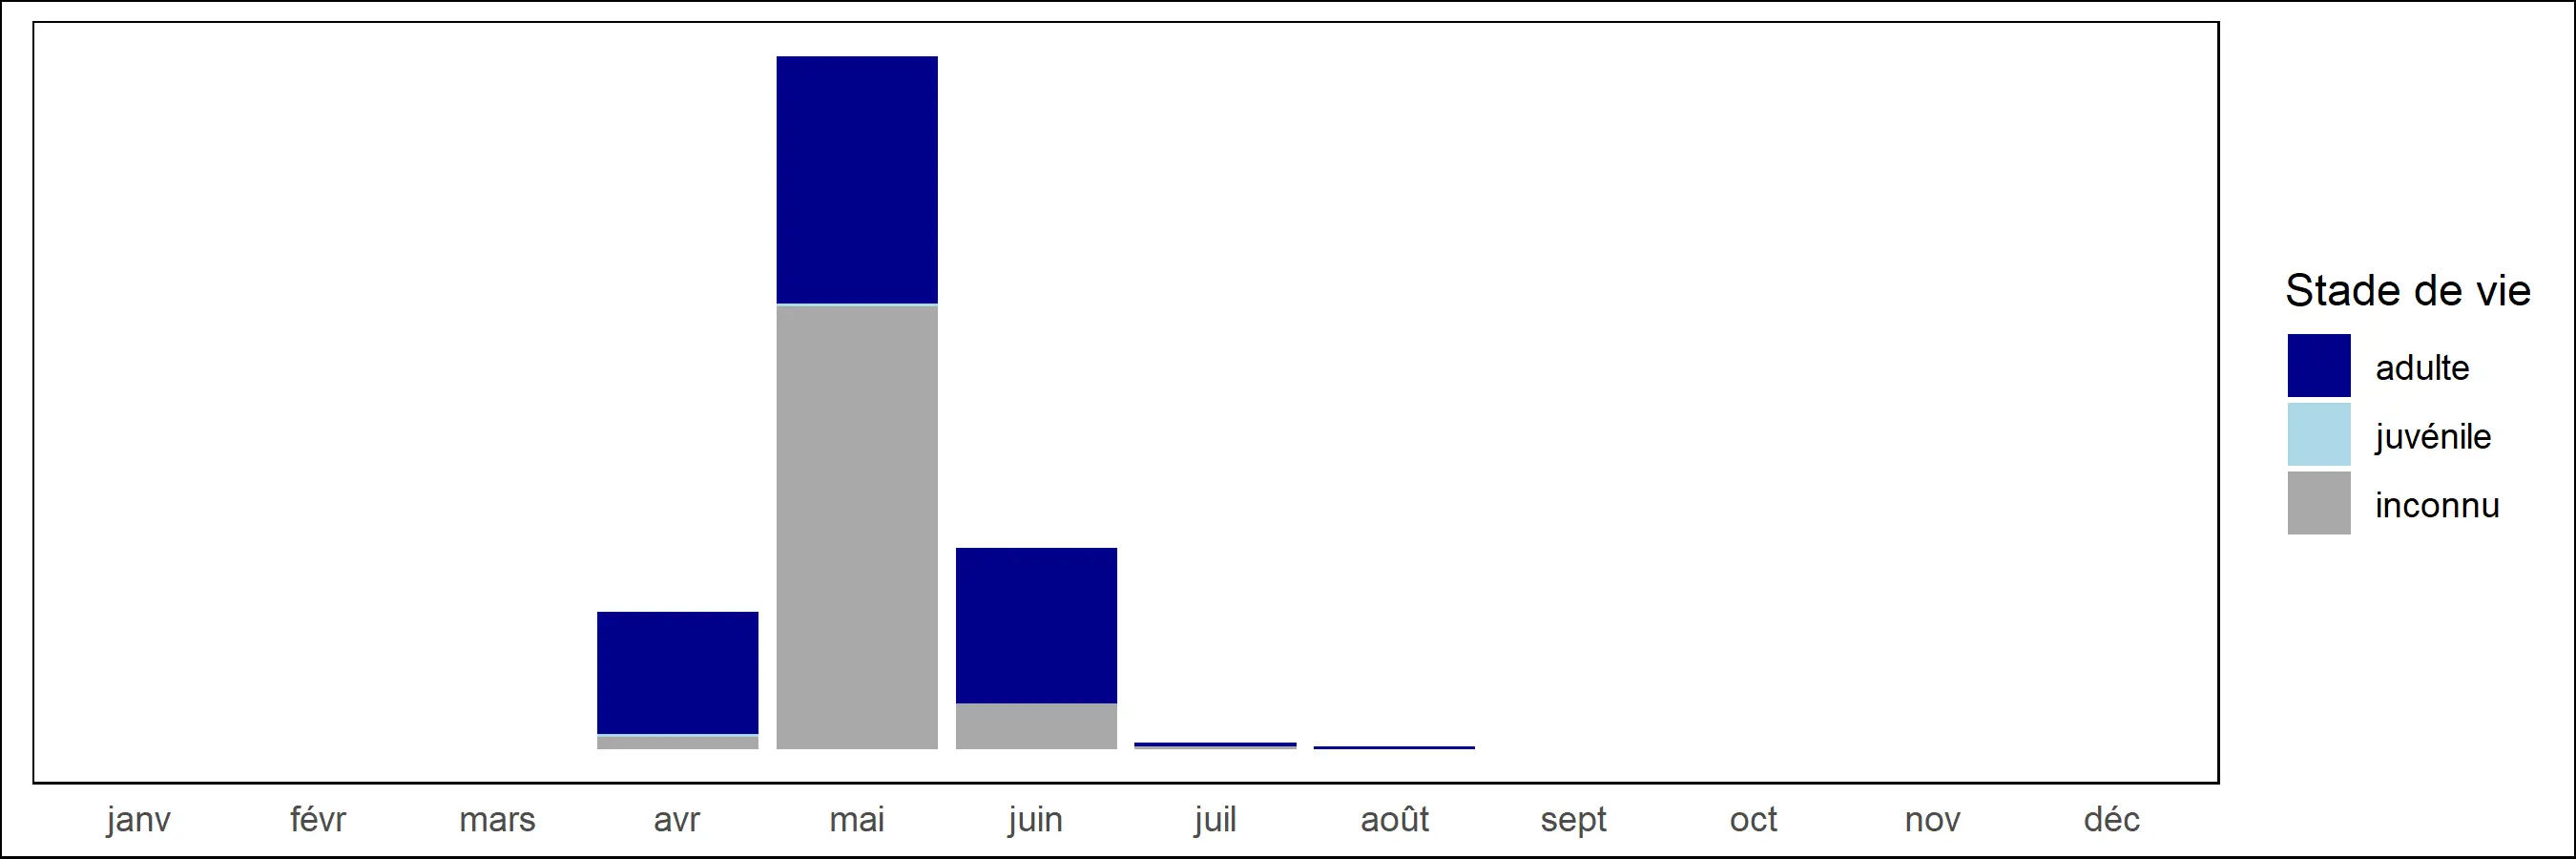 Stade de vie
adulte
juvénile
inconnu
janv févr mars avr mai juin juil août sept oct nov déc